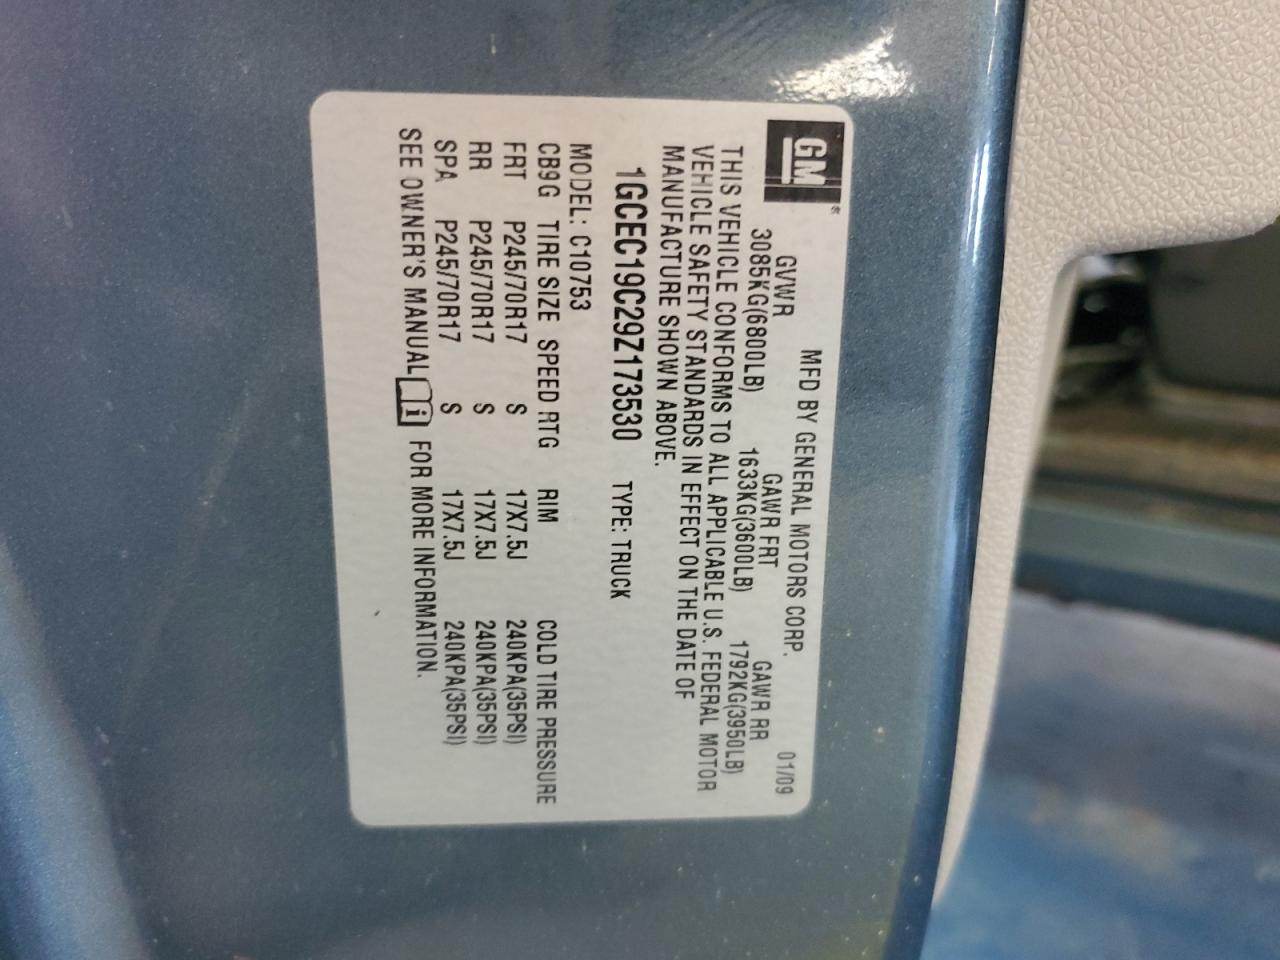 GM®
MFD BY GENERAL MOTORS CORP. 01/09
GVWR GAWR FRT GAWR RR
3085KG(6800LB) 1633KG(3600LB) 1792KG(3950LB)
THIS VEHICLE CONFORMS TO ALL APPLICABLE U.S. FEDERAL MOTOR
VEHICLE SAFETY STANDARDS IN EFFECT ON THE DATE OF
MANUFACTURE SHOWN ABOVE.
1GCEC19C29Z173530 TYPE: TRUCK
MODEL: C10753
CB9G TIRE SIZE SPEED RTG RIM COLD TIRE PRESSURE
FRT P245/70R17 S 17X7.5J 240KPA(35PSI)
RR P245/70R17 S 17X7.5J 240KPA(35PSI)
SPA P245/70R17 S 17X7.5J 240KPA(35PSI)
SEE OWNER'S MANUAL i FOR MORE INFORMATION.